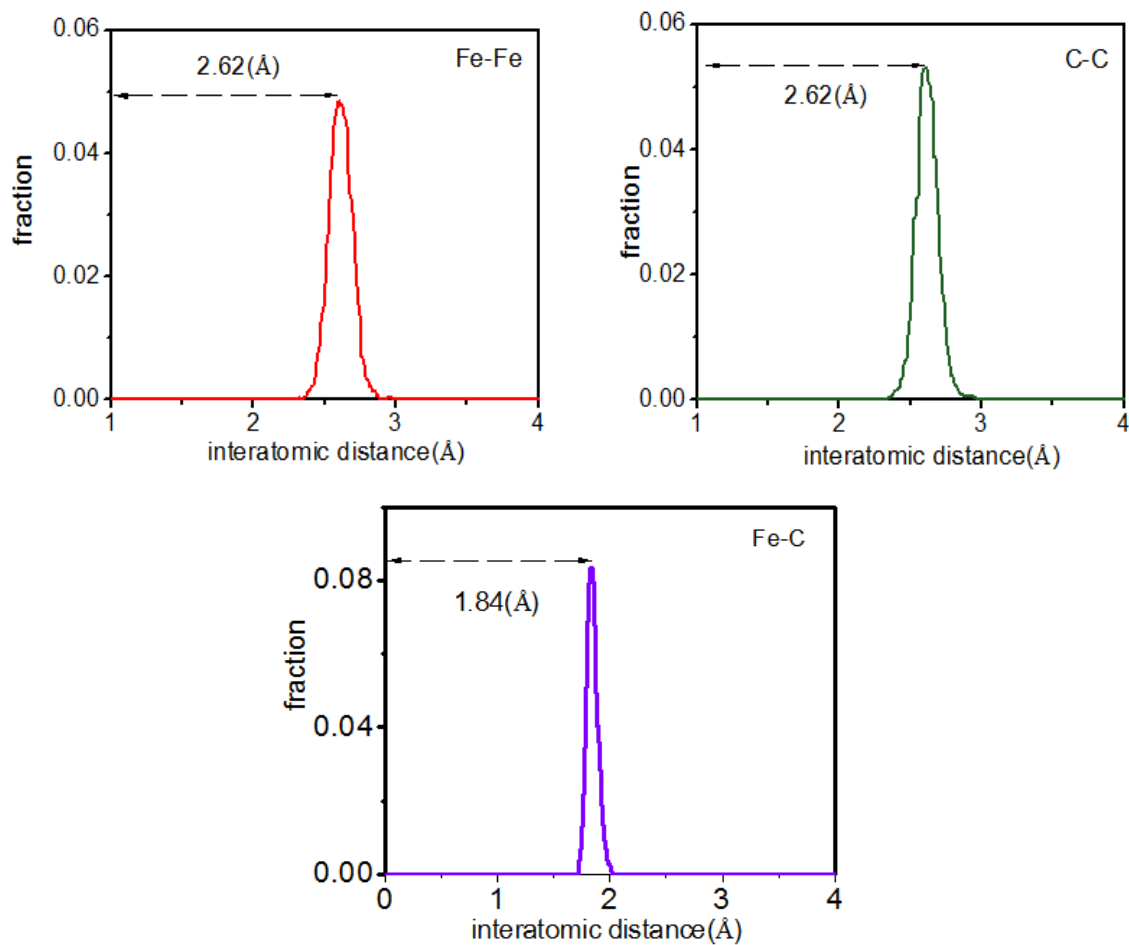 0.06
Fe-Fe
2.62(Å)
0.04
0.02
0.00
fraction
1
2
3
4
interatomic distance(Å)
0.06
C-C
2.62(Å)
0.04
0.02
0.00
fraction
1
2
3
4
interatomic distance(Å)
Fe-C
1.84(Å)
0.08
0.04
0.00
fraction
0
1
2
3
4
interatomic distance(Å)